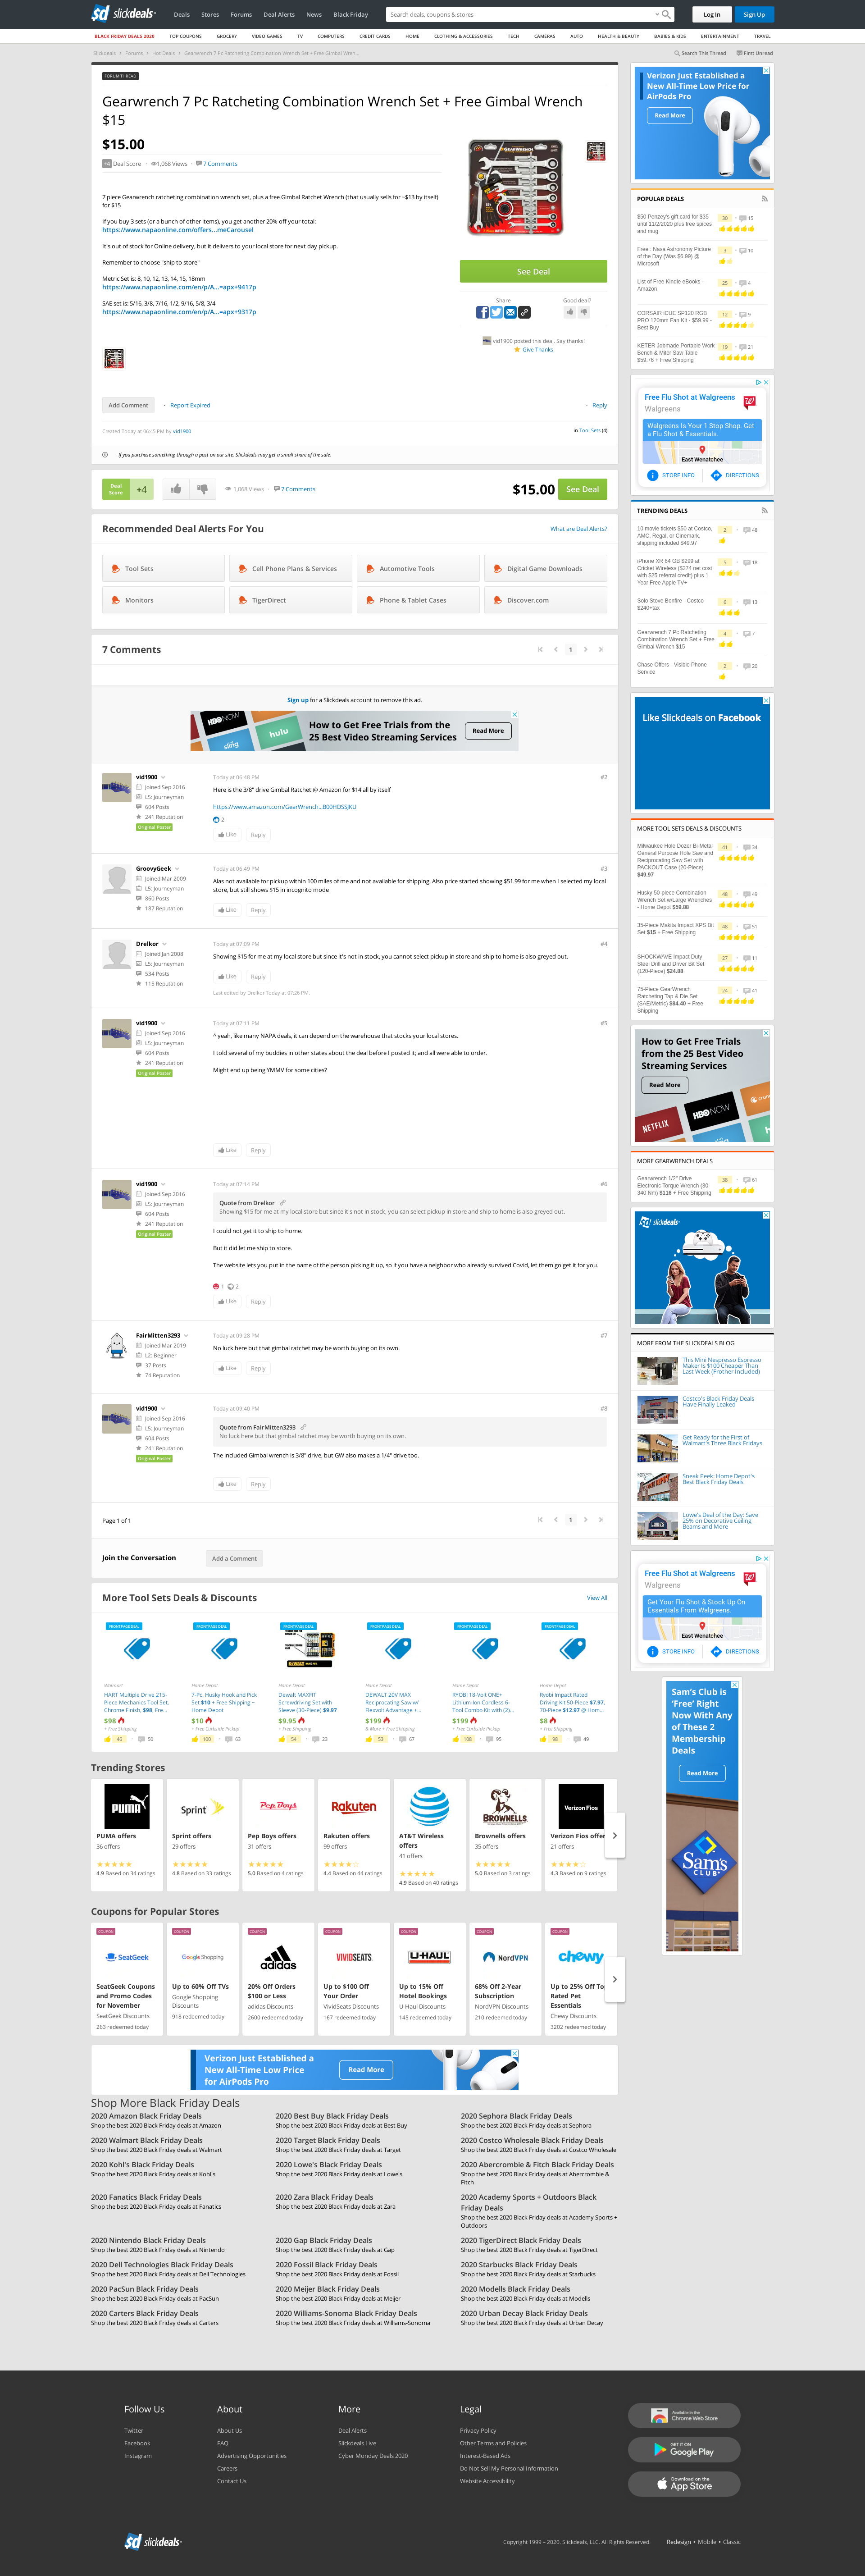 sd slickdeals
Deals Stores Forums Deal Alerts News Black Friday
Search deals, coupons & stores
Log In Sign Up
BLACK FRIDAY DEALS 2020 TOP COUPONS GROCERY VIDEO GAMES TV COMPUTERS CREDIT CARDS HOME CLOTHING & ACCESSORIES TECH CAMERAS AUTO HEALTH & BEAUTY BABIES & KIDS ENTERTAINMENT TRAVEL
Slickdeals Forums Hot Deals Gearwrench 7 Pc Ratcheting Combination Wrench Set + Free Gimbal Wren...
Search This Thread First Unread
FORUM THREAD
Gearwrench 7 Pc Ratcheting Combination Wrench Set + Free Gimbal Wrench
$15
$15.00
+4 Deal Score 1,068 Views 7 Comments
7 piece Gearwrench ratcheting combination wrench set, plus a free Gimbal Ratchet Wrench (that usually sells for ~$13 by itself)
for $15
If you buy 3 sets (or a bunch of other items), you get another 20% off your total:
https://www.napaonline.com/offers...meCarousel
It's out of stock for Online delivery, but it delivers to your local store for next day pickup.
Remember to choose "ship to store"
Metric Set is: 8, 10, 12, 13, 14, 15, 18mm
https://www.napaonline.com/en/p/A...=apx+9417p
SAE set is: 5/16, 3/8, 7/16, 1/2, 9/16, 5/8, 3/4
https://www.napaonline.com/en/p/A...=apx+9317p
See Deal
Share Good deal?
vid1900 posted this deal. Say thanks!
Give Thanks
Add Comment Report Expired Reply
Created Today at 06:45 PM by vid1900
in Tool Sets (4)
If you purchase something through a post on our site, Slickdeals may get a small share of the sale.
Deal
Score +4 1,068 Views 7 Comments $15.00 See Deal
Recommended Deal Alerts For You
What are Deal Alerts?
Tool Sets Cell Phone Plans & Services Automotive Tools Digital Game Downloads
Monitors TigerDirect Phone & Tablet Cases Discover.com
7 Comments 1
Sign up for a Slickdeals account to remove this ad.
HBO NOW
hulu
sling
How to Get Free Trials from the
25 Best Video Streaming Services
Read More
vid1900 Today at 06:48 PM #2
Joined Sep 2016
L5: Journeyman
604 Posts
241 Reputation
Original Poster
Here is the 3/8" drive Gimbal Ratchet @ Amazon for $14 all by itself
https://www.amazon.com/GearWrench...B00HDSSJKU
2
Like Reply
GroovyGeek Today at 06:49 PM #3
Joined Mar 2009
L5: Journeyman
860 Posts
187 Reputation
Alas not available for pickup within 100 miles of me and not available for shipping. Also price started showing $51.99 for me when I selected my local
store, but still shows $15 in incognito mode
Like Reply
Drelkor Today at 07:09 PM #4
Joined Jan 2008
L5: Journeyman
534 Posts
115 Reputation
Showing $15 for me at my local store but since it's not in stock, you cannot select pickup in store and ship to home is also greyed out.
Like Reply
Last edited by Drelkor Today at 07:26 PM.
vid1900 Today at 07:11 PM #5
Joined Sep 2016
L5: Journeyman
604 Posts
241 Reputation
Original Poster
^ yeah, like many NAPA deals, it can depend on the warehouse that stocks your local stores.
I told several of my buddies in other states about the deal before I posted it; and all were able to order.
Might end up being YMMV for some cities?
Like Reply
vid1900 Today at 07:14 PM #6
Joined Sep 2016
L5: Journeyman
604 Posts
241 Reputation
Original Poster
Quote from Drelkor
Showing $15 for me at my local store but since it's not in stock, you can select pickup in store and ship to home is also greyed out.
I could not get it to ship to home.
But it did let me ship to store.
The website lets you put in the name of the person picking it up, so if you have a neighbor who already survived Covid, let them go get it for you.
1 2
Like Reply
FairMitten3293 Today at 09:28 PM #7
Joined Mar 2019
L2: Beginner
37 Posts
74 Reputation
No luck here but that gimbal ratchet may be worth buying on its own.
Like Reply
vid1900 Today at 09:40 PM #8
Joined Sep 2016
L5: Journeyman
604 Posts
241 Reputation
Original Poster
Quote from FairMitten3293
No luck here but that gimbal ratchet may be worth buying on its own.
The included Gimbal wrench is 3/8" drive, but GW also makes a 1/4" drive too.
Like Reply
Page 1 of 1 1
Join the Conversation Add a Comment
More Tool Sets Deals & Discounts View All
FRONTPAGE DEAL
Walmart
HART Multiple Drive 215-
Piece Mechanics Tool Set,
Chrome Finish, $98, Fre...
$98
+ Free Shipping
46 50
FRONTPAGE DEAL
Home Depot
7-Pc. Husky Hook and Pick
Set $10 + Free Shipping ~
Home Depot
$10
+ Free Curbside Pickup
100 63
FRONTPAGE DEAL
Home Depot
Dewalt MAXFIT
Screwdriving Set with
Sleeve (30-Piece) $9.97
$9.95
+ Free Shipping
54 23
FRONTPAGE DEAL
Home Depot
DEWALT 20V MAX
Reciprocating Saw w/
Flexvolt Advantage +...
$199
& More + Free Shipping
53 67
FRONTPAGE DEAL
Home Depot
RYOBI 18-Volt ONE+
Lithium-Ion Cordless 6-
Tool Combo Kit with (2)...
$199
+ Free Curbside Pickup
108 95
FRONTPAGE DEAL
Home Depot
Ryobi Impact Rated
Driving Kit 50-Piece $7.97,
70-Piece $12.97 @ Hom...
$8
+ Free Shipping
98 49
Trending Stores
PUMA
PUMA offers
36 offers
4.9 Based on 34 ratings
Sprint
Sprint offers
29 offers
4.8 Based on 33 ratings
Pep Boys
Pep Boys offers
31 offers
5.0 Based on 4 ratings
Rakuten
Rakuten offers
99 offers
4.4 Based on 44 ratings
AT&T Wireless
offers
41 offers
4.9 Based on 40 ratings
BROWNELLS
Brownells offers
35 offers
5.0 Based on 3 ratings
Verizon Fios
Verizon Fios offer
21 offers
4.3 Based on 9 ratings
Coupons for Popular Stores
COUPON
SeatGeek
SeatGeek Coupons
and Promo Codes
for November
SeatGeek Discounts
263 redeemed today
COUPON
Google Shopping
Up to 60% Off TVs
Google Shopping
Discounts
918 redeemed today
COUPON
adidas
20% Off Orders
$100 or Less
adidas Discounts
2600 redeemed today
COUPON
VIVIDSEATS
Up to $100 Off
Your Order
VividSeats Discounts
167 redeemed today
COUPON
U-HAUL
Up to 15% Off
Hotel Bookings
U-Haul Discounts
145 redeemed today
COUPON
NordVPN
68% Off 2-Year
Subscription
NordVPN Discounts
210 redeemed today
COUPON
chewy
Up to 25% Off To
Rated Pet
Essentials
Chewy Discounts
3202 redeemed today
Verizon Just Established a
New All-Time Low Price
for AirPods Pro
Read More
Shop More Black Friday Deals
2020 Amazon Black Friday Deals
Shop the best 2020 Black Friday deals at Amazon
2020 Best Buy Black Friday Deals
Shop the best 2020 Black Friday deals at Best Buy
2020 Sephora Black Friday Deals
Shop the best 2020 Black Friday deals at Sephora
2020 Walmart Black Friday Deals
Shop the best 2020 Black Friday deals at Walmart
2020 Target Black Friday Deals
Shop the best 2020 Black Friday deals at Target
2020 Costco Wholesale Black Friday Deals
Shop the best 2020 Black Friday deals at Costco Wholesale
2020 Kohl's Black Friday Deals
Shop the best 2020 Black Friday deals at Kohl's
2020 Lowe's Black Friday Deals
Shop the best 2020 Black Friday deals at Lowe's
2020 Abercrombie & Fitch Black Friday Deals
Shop the best 2020 Black Friday deals at Abercrombie &
Fitch
2020 Fanatics Black Friday Deals
Shop the best 2020 Black Friday deals at Fanatics
2020 Zara Black Friday Deals
Shop the best 2020 Black Friday deals at Zara
2020 Academy Sports + Outdoors Black
Friday Deals
Shop the best 2020 Black Friday deals at Academy Sports +
Outdoors
2020 Nintendo Black Friday Deals
Shop the best 2020 Black Friday deals at Nintendo
2020 Gap Black Friday Deals
Shop the best 2020 Black Friday deals at Gap
2020 TigerDirect Black Friday Deals
Shop the best 2020 Black Friday deals at TigerDirect
2020 Dell Technologies Black Friday Deals
Shop the best 2020 Black Friday deals at Dell Technologies
2020 Fossil Black Friday Deals
Shop the best 2020 Black Friday deals at Fossil
2020 Starbucks Black Friday Deals
Shop the best 2020 Black Friday deals at Starbucks
2020 PacSun Black Friday Deals
Shop the best 2020 Black Friday deals at PacSun
2020 Meijer Black Friday Deals
Shop the best 2020 Black Friday deals at Meijer
2020 Modells Black Friday Deals
Shop the best 2020 Black Friday deals at Modells
2020 Carters Black Friday Deals
Shop the best 2020 Black Friday deals at Carters
2020 Williams-Sonoma Black Friday Deals
Shop the best 2020 Black Friday deals at Williams-Sonoma
2020 Urban Decay Black Friday Deals
Shop the best 2020 Black Friday deals at Urban Decay
Verizon Just Established a
New All-Time Low Price for
AirPods Pro
Read More
POPULAR DEALS
$50 Penzey's gift card for $35
until 11/2/2020 plus free spices
and mug
30 15
Free : Nasa Astronomy Picture
of the Day (Was $6.99) @
Microsoft
3 10
List of Free Kindle eBooks -
Amazon
25 4
CORSAIR iCUE SP120 RGB
PRO 120mm Fan Kit - $59.99 -
Best Buy
12 9
KETER Jobmade Portable Work
Bench & Miter Saw Table
$59.76 + Free Shipping
19 21
Free Flu Shot at Walgreens
Walgreens
Walgreens Is Your 1 Stop Shop. Get
a Flu Shot & Essentials.
East Wenatchee
STORE INFO DIRECTIONS
TRENDING DEALS
10 movie tickets $50 at Costco,
AMC, Regal, or Cinemark,
shipping included $49.97
2 48
iPhone XR 64 GB $299 at
Cricket Wireless ($274 net cost
with $25 referral credit) plus 1
Year Free Apple TV+
5 18
Solo Stove Bonfire - Costco
$240+tax
6 13
Gearwrench 7 Pc Ratcheting
Combination Wrench Set + Free
Gimbal Wrench $15
4 7
Chase Offers - Visible Phone
Service
2 20
Like Slickdeals on Facebook
MORE TOOL SETS DEALS & DISCOUNTS
Milwaukee Hole Dozer Bi-Metal
General Purpose Hole Saw and
Reciprocating Saw Set with
PACKOUT Case (20-Piece)
$49.97
41 34
Husky 50-piece Combination
Wrench Set w/Large Wrenches
- Home Depot $59.88
48 49
35-Piece Makita Impact XPS Bit
Set $15 + Free Shipping
48 51
SHOCKWAVE Impact Duty
Steel Drill and Driver Bit Set
(120-Piece) $24.88
27 11
75-Piece GearWrench
Ratcheting Tap & Die Set
(SAE/Metric) $84.40 + Free
Shipping
24 41
How to Get Free Trials
from the 25 Best Video
Streaming Services
Read More
NETFLIX
HBO NOW
hulu
MORE GEARWRENCH DEALS
Gearwrench 1/2" Drive
Electronic Torque Wrench (30-
340 Nm) $116 + Free Shipping
38 61
sd slickdeals
MORE FROM THE SLICKDEALS BLOG
This Mini Nespresso Espresso
Maker Is $100 Cheaper Than
Last Week (Frother Included)
Costco's Black Friday Deals
Have Finally Leaked
Get Ready for the First of
Walmart's Three Black Fridays
Sneak Peek: Home Depot's
Best Black Friday Deals
Lowe's Deal of the Day: Save
25% on Decorative Ceiling
Beams and More
Free Flu Shot at Walgreens
Walgreens
Get Your Flu Shot & Stock Up On
Essentials From Walgreens.
East Wenatchee
STORE INFO DIRECTIONS
Sam's Club is
'Free' Right
Now With Any
of These 2
Membership
Deals
Read More
Sam's
CLUB
Follow Us
Twitter
Facebook
Instagram
About
About Us
FAQ
Advertising Opportunities
Careers
Contact Us
More
Deal Alerts
Slickdeals Live
Cyber Monday Deals 2020
Legal
Privacy Policy
Other Terms and Policies
Interest-Based Ads
Do Not Sell My Personal Information
Website Accessibility
Available in the
Chrome Web Store
GET IT ON
Google Play
Download on the
App Store
sd slickdeals
Copyright 1999 - 2020. Slickdeals, LLC. All Rights Reserved. Redesign • Mobile • Classic